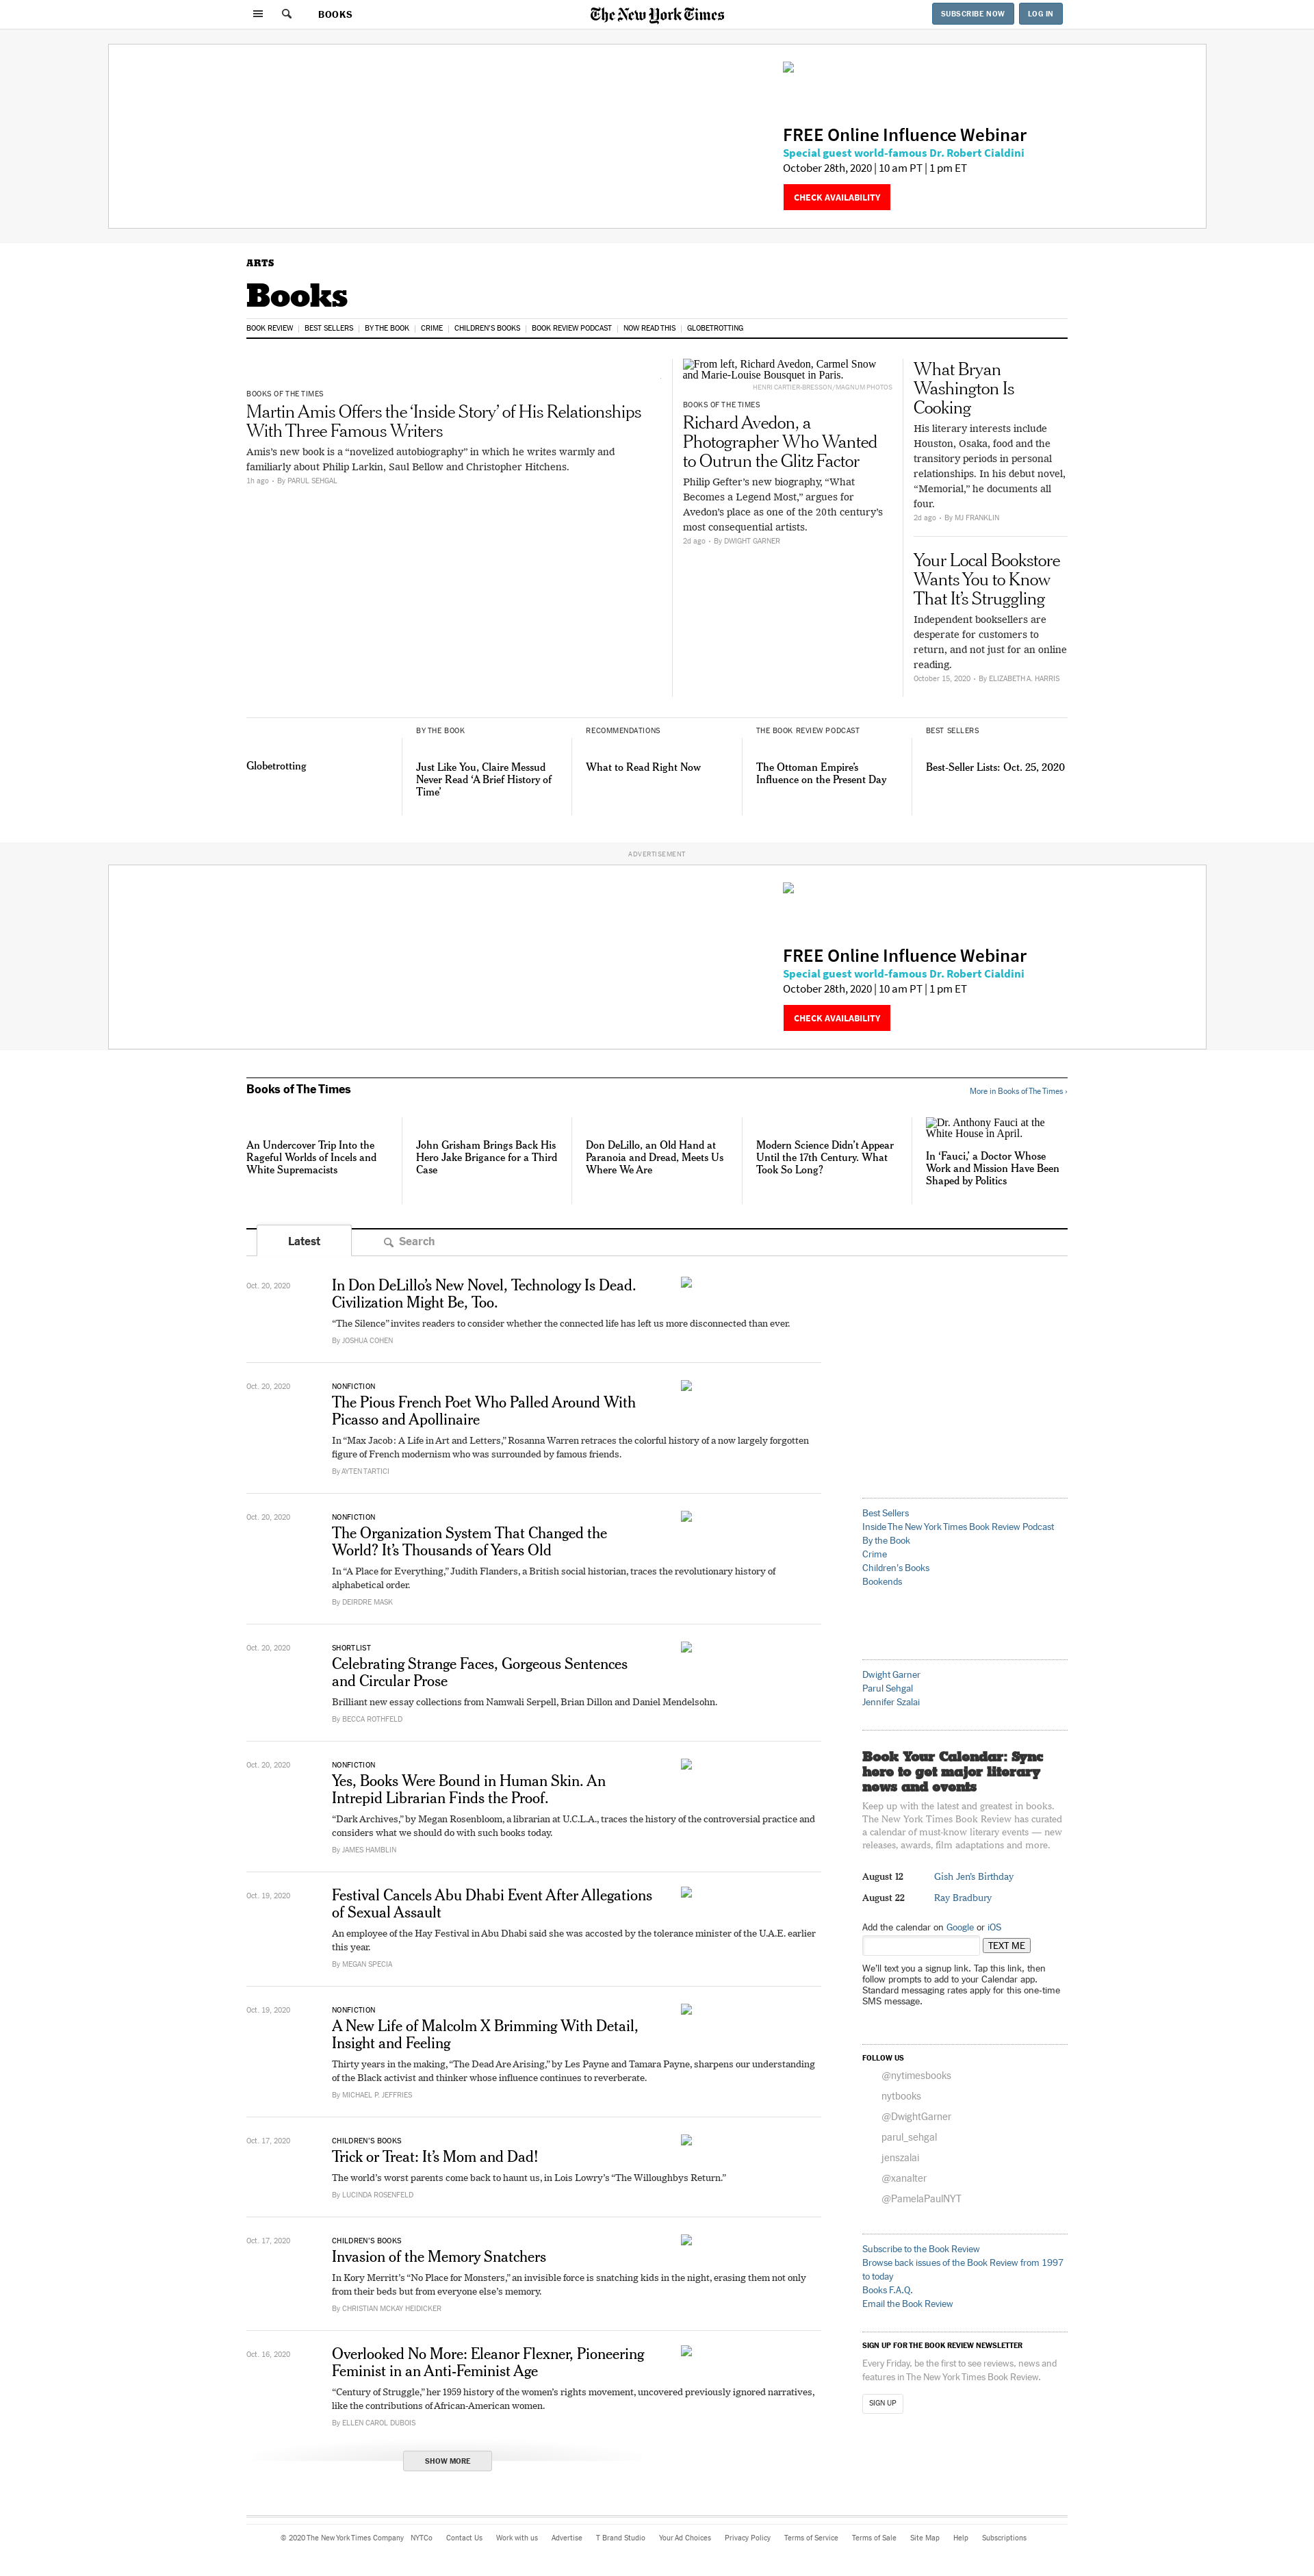 BOOKS
The New York Times
SUBSCRIBE NOW
LOG IN
FREE Online Influence Webinar
Special guest world-famous Dr. Robert Cialdini
October 28th, 2020 | 10 am PT | 1 pm ET
CHECK AVAILABILITY
ARTS
Books
BOOK REVIEW | BEST SELLERS | BY THE BOOK | CRIME | CHILDREN'S BOOKS | BOOK REVIEW PODCAST | NOW READ THIS | GLOBETROTTING
BOOKS OF THE TIMES
Martin Amis Offers the ‘Inside Story’ of His Relationships
With Three Famous Writers
Amis’s new book is a “novelized autobiography” in which he writes warmly and
familiarly about Philip Larkin, Saul Bellow and Christopher Hitchens.
1h ago • By PARUL SEHGAL
From left, Richard Avedon, Carmel Snow
and Marie-Louise Bousquet in Paris.
HENRI CARTIER-BRESSON/MAGNUM PHOTOS
BOOKS OF THE TIMES
Richard Avedon, a
Photographer Who Wanted
to Outrun the Glitz Factor
Philip Gefter’s new biography, “What
Becomes a Legend Most,” argues for
Avedon’s place as one of the 20th century’s
most consequential artists.
2d ago • By DWIGHT GARNER
What Bryan
Washington Is
Cooking
His literary interests include
Houston, Osaka, food and the
transitory periods in personal
relationships. In his debut novel,
“Memorial,” he documents all
four.
2d ago • By MJ FRANKLIN
Your Local Bookstore
Wants You to Know
That It’s Struggling
Independent booksellers are
desperate for customers to
return, and not just for an online
reading.
October 15, 2020 • By ELIZABETH A. HARRIS
Globetrotting
BY THE BOOK
Just Like You, Claire Messud
Never Read ‘A Brief History of
Time’
RECOMMENDATIONS
What to Read Right Now
THE BOOK REVIEW PODCAST
The Ottoman Empire’s
Influence on the Present Day
BEST SELLERS
Best-Seller Lists: Oct. 25, 2020
ADVERTISEMENT
FREE Online Influence Webinar
Special guest world-famous Dr. Robert Cialdini
October 28th, 2020 | 10 am PT | 1 pm ET
CHECK AVAILABILITY
Books of The Times
More in Books of The Times ›
An Undercover Trip Into the
Rageful Worlds of Incels and
White Supremacists
John Grisham Brings Back His
Hero Jake Brigance for a Third
Case
Don DeLillo, an Old Hand at
Paranoia and Dread, Meets Us
Where We Are
Modern Science Didn’t Appear
Until the 17th Century. What
Took So Long?
Dr. Anthony Fauci at the
White House in April.
In ‘Fauci,’ a Doctor Whose
Work and Mission Have Been
Shaped by Politics
Latest
Search
Oct. 20, 2020
In Don DeLillo’s New Novel, Technology Is Dead.
Civilization Might Be, Too.
“The Silence” invites readers to consider whether the connected life has left us more disconnected than ever.
By JOSHUA COHEN
Oct. 20, 2020
NONFICTION
The Pious French Poet Who Palled Around With
Picasso and Apollinaire
In “Max Jacob: A Life in Art and Letters,” Rosanna Warren retraces the colorful history of a now largely forgotten
figure of French modernism who was surrounded by famous friends.
By AYTEN TARTICI
Oct. 20, 2020
NONFICTION
The Organization System That Changed the
World? It’s Thousands of Years Old
In “A Place for Everything,” Judith Flanders, a British social historian, traces the revolutionary history of
alphabetical order.
By DEIRDRE MASK
Oct. 20, 2020
SHORTLIST
Celebrating Strange Faces, Gorgeous Sentences
and Circular Prose
Brilliant new essay collections from Namwali Serpell, Brian Dillon and Daniel Mendelsohn.
By BECCA ROTHFELD
Oct. 20, 2020
NONFICTION
Yes, Books Were Bound in Human Skin. An
Intrepid Librarian Finds the Proof.
“Dark Archives,” by Megan Rosenbloom, a librarian at U.C.L.A., traces the history of the controversial practice and
considers what we should do with such books today.
By JAMES HAMBLIN
Oct. 19, 2020
Festival Cancels Abu Dhabi Event After Allegations
of Sexual Assault
An employee of the Hay Festival in Abu Dhabi said she was accosted by the tolerance minister of the U.A.E. earlier
this year.
By MEGAN SPECIA
Oct. 19, 2020
NONFICTION
A New Life of Malcolm X Brimming With Detail,
Insight and Feeling
Thirty years in the making, “The Dead Are Arising,” by Les Payne and Tamara Payne, sharpens our understanding
of the Black activist and thinker whose influence continues to reverberate.
By MICHAEL P. JEFFRIES
Oct. 17, 2020
CHILDREN’S BOOKS
Trick or Treat: It’s Mom and Dad!
The world’s worst parents come back to haunt us, in Lois Lowry’s “The Willoughbys Return.”
By LUCINDA ROSENFELD
Oct. 17, 2020
CHILDREN’S BOOKS
Invasion of the Memory Snatchers
In Kory Merritt’s “No Place for Monsters,” an invisible force is snatching kids in the night, erasing them not only
from their beds but from everyone else’s memory.
By CHRISTIAN MCKAY HEIDICKER
Oct. 16, 2020
Overlooked No More: Eleanor Flexner, Pioneering
Feminist in an Anti-Feminist Age
“Century of Struggle,” her 1959 history of the women’s rights movement, uncovered previously ignored narratives,
like the contributions of African-American women.
By ELLEN CAROL DUBOIS
SHOW MORE
Best Sellers
Inside The New York Times Book Review Podcast
By the Book
Crime
Children’s Books
Bookends
Dwight Garner
Parul Sehgal
Jennifer Szalai
Book Your Calendar: Sync
here to get major literary
news and events
Keep up with the latest and greatest in books.
The New York Times Book Review has curated
a calendar of must-know literary events — new
releases, awards, film adaptations and more.
August 12 Gish Jen’s Birthday
August 22 Ray Bradbury
Add the calendar on Google or iOS
TEXT ME
We’ll text you a signup link. Tap this link, then
follow prompts to add to your Calendar app.
Standard messaging rates apply for this one-time
SMS message.
FOLLOW US
@nytimesbooks
nytbooks
@DwightGarner
parul_sehgal
jenszalai
@xanalter
@PamelaPaulNYT
Subscribe to the Book Review
Browse back issues of the Book Review from 1997
to today
Books F.A.Q.
Email the Book Review
SIGN UP FOR THE BOOK REVIEW NEWSLETTER
Every Friday, be the first to see reviews, news and
features in The New York Times Book Review.
SIGN UP
© 2020 The New York Times Company NYTCo Contact Us Work with us Advertise T Brand Studio Your Ad Choices Privacy Policy Terms of Service Terms of Sale Site Map Help Subscriptions